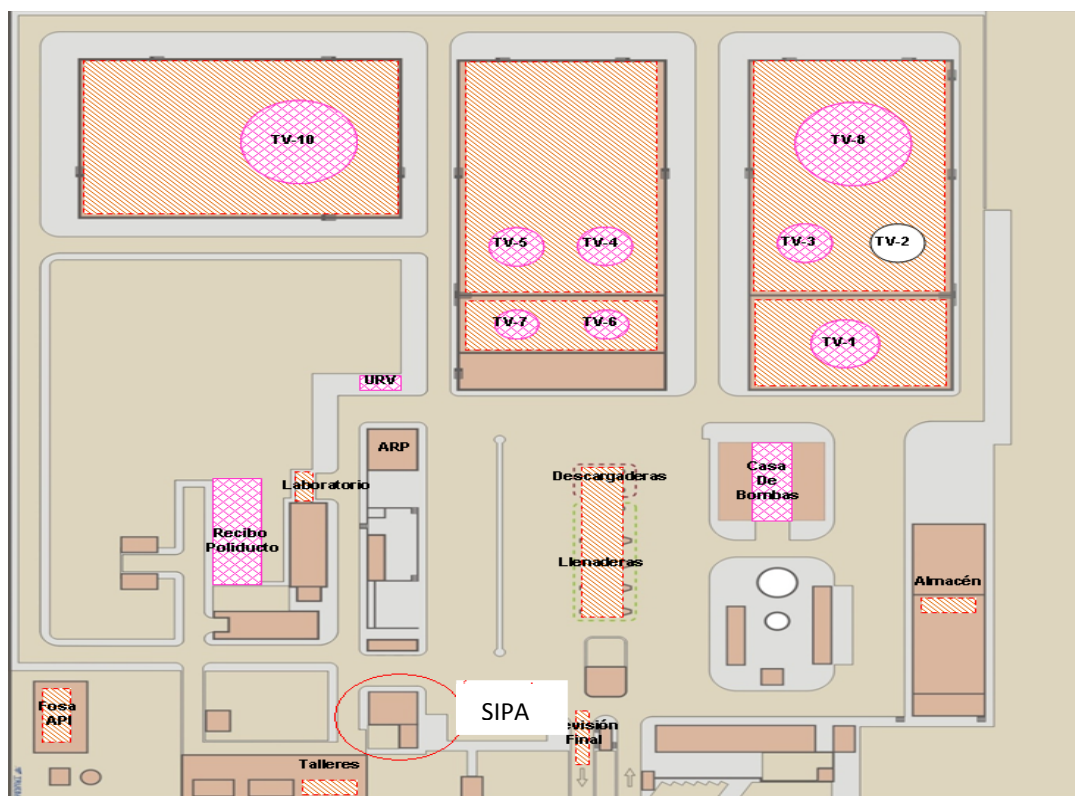 TV-10
TV-8
TV-5
TV-4
TV-3
TV-2
TV-7
TV-6
TV-1
URV
ARP
Laboratorio
Descargaderas
Casa
De
Bombas
Recibo
Poliducto
Llenaderas
Almacén
Fosa
API
SIPA
evisión
Final
Talleres